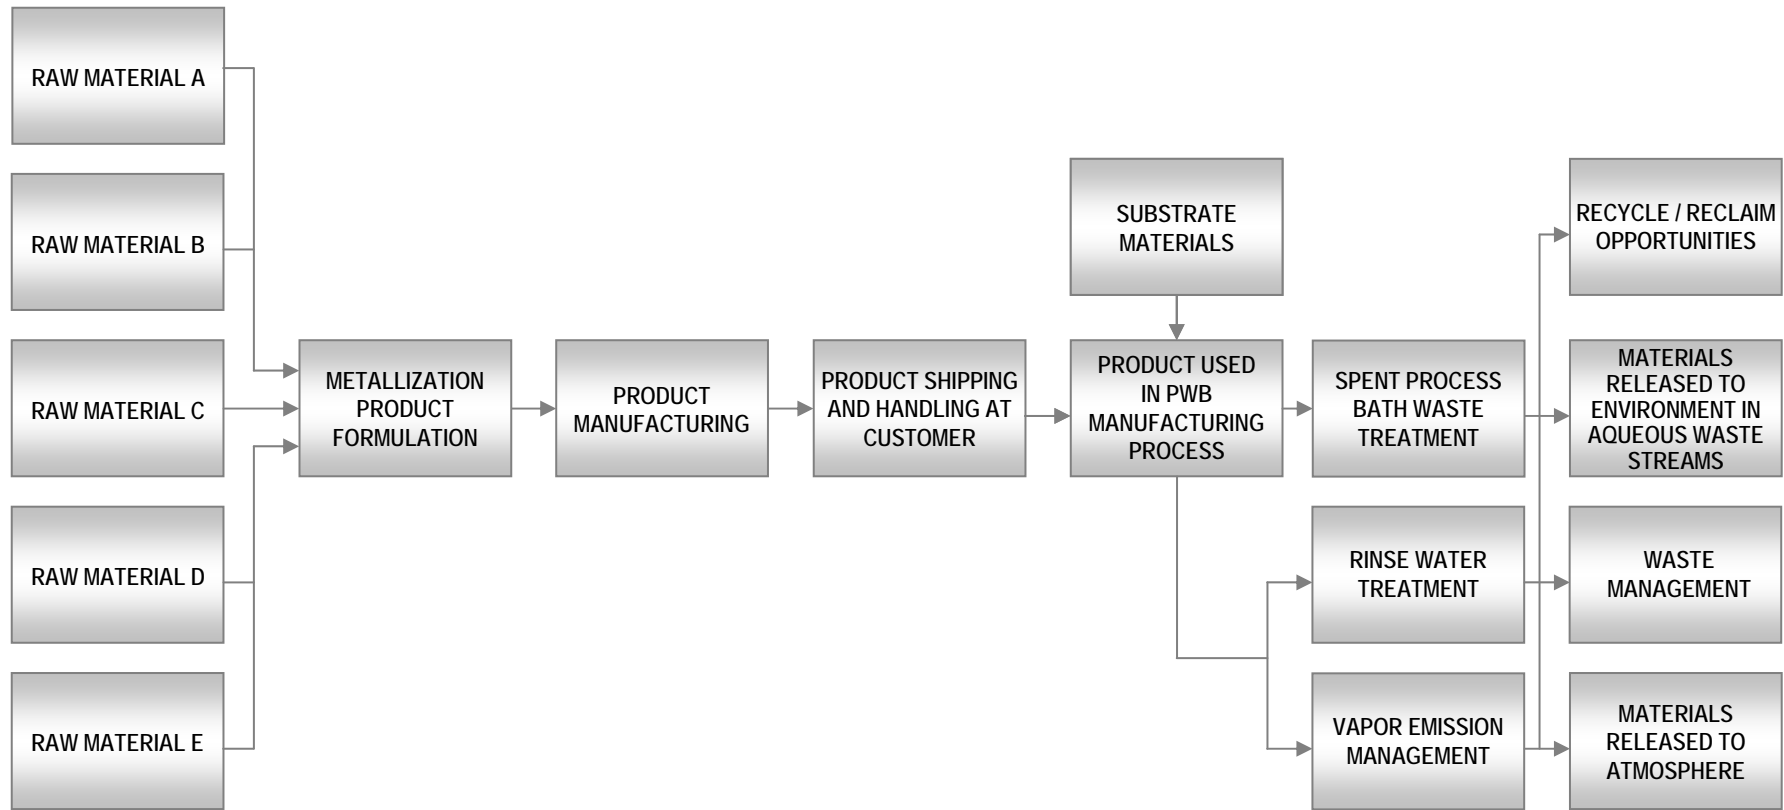 RAW MATERIAL A
RAW MATERIAL B
RAW MATERIAL C
RAW MATERIAL D
RAW MATERIAL E
METALLIZATION
PRODUCT
FORMULATION
PRODUCT
MANUFACTURING
PRODUCT SHIPPING
AND HANDLING AT
CUSTOMER
SUBSTRATE
MATERIALS
PRODUCT USED
IN PWB
MANUFACTURING
PROCESS
SPENT PROCESS
BATH WASTE
TREATMENT
RINSE WATER
TREATMENT
VAPOR EMISSION
MANAGEMENT
RECYCLE / RECLAIM
OPPORTUNITIES
MATERIALS
RELEASED TO
ENVIRONMENT IN
AQUEOUS WASTE
STREAMS
WASTE
MANAGEMENT
MATERIALS
RELEASED TO
ATMOSPHERE